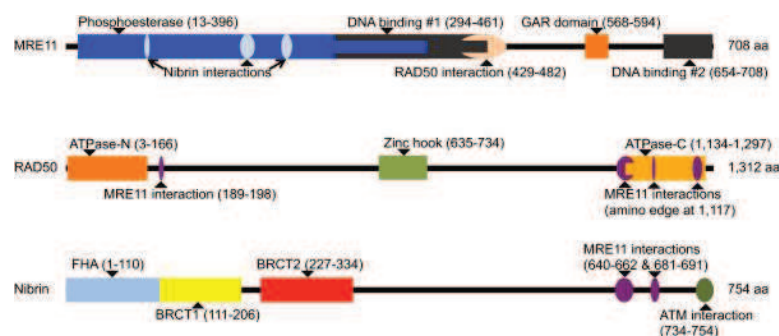 Phosphoesterase (13-396)
DNA binding #1 (294-461)
GAR domain (568-594)
MRE11
708 aa
Nibrin interactions
RAD50 interaction (429-482)
DNA binding #2 (654-708)
ATPase-N (3-166)
Zinc hook (635-734)
ATPase-C (1,134-1,297)
RAD50
1,312 aa
MRE11 interaction (189-198)
MRE11 interactions
(amino edge at 1,117)
MRE11 interactions
(640-662 & 681-691)
FHA (1-110)
BRCT2 (227-334)
Nibrin
754 aa
BRCT1 (111-206)
ATM interaction
(734-754)